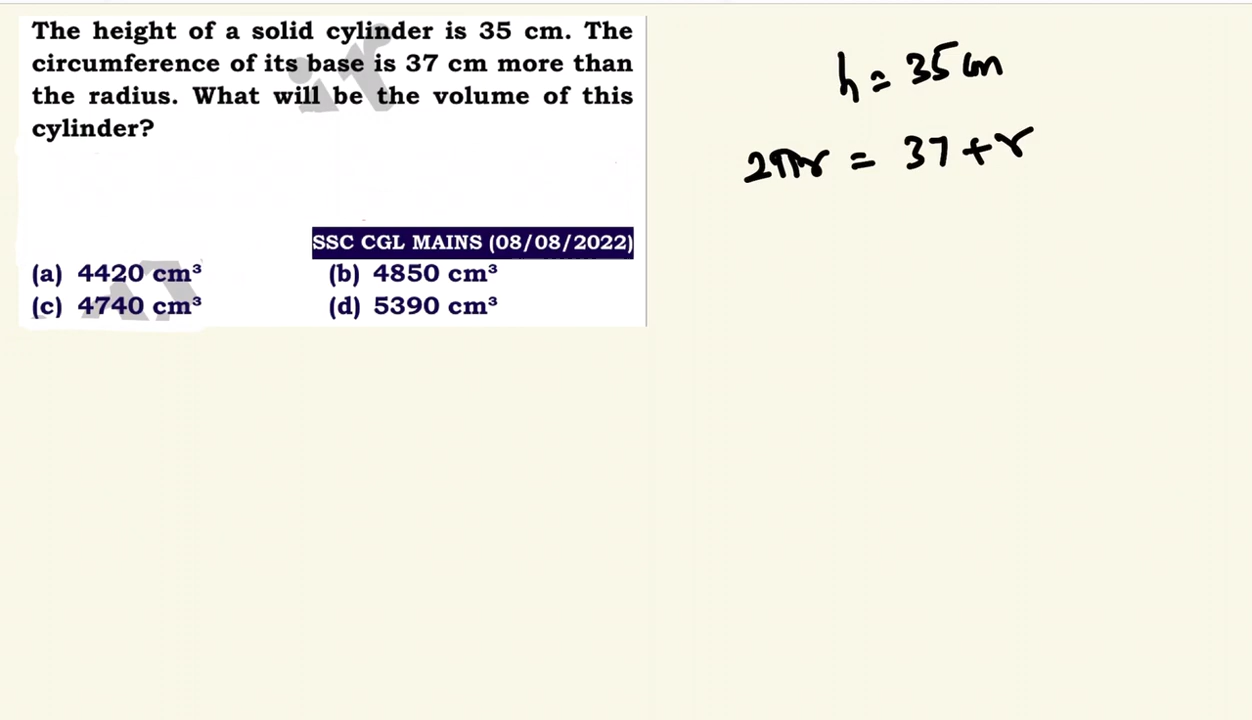 The height of a solid cylinder is 35 cm. The
circumference of its base is 37 cm more than
the radius. What will be the volume of this
cylinder?
SSC CGL MAINS (08/08/2022)
(a) 4420 cm³ (b) 4850 cm³
(c) 4740 cm³ (d) 5390 cm³
h = 35 cm
2πr = 37 + r